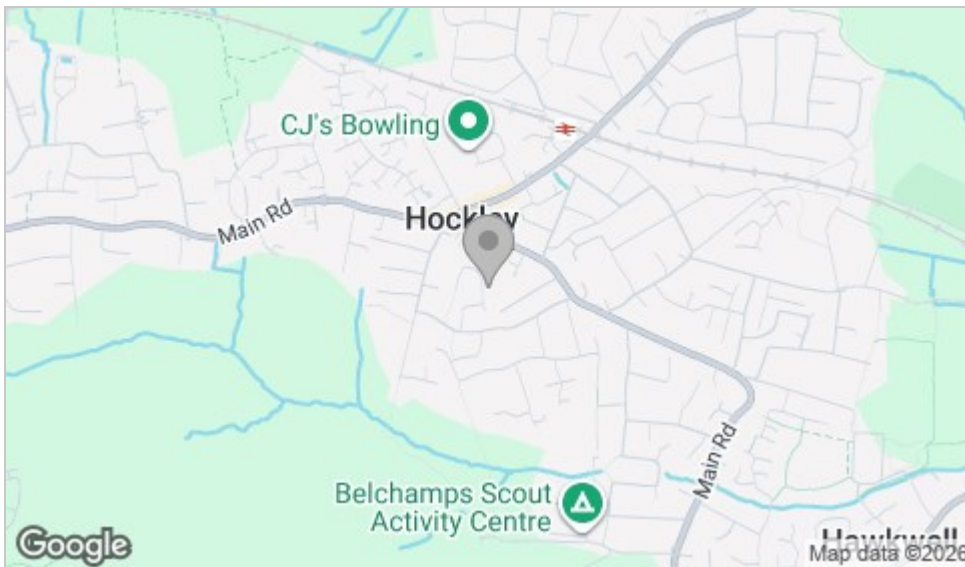 CJ's Bowling
Main Rd
Hockley
Main Rd
Belchamps Scout
Activity Centre
Hawkwell
Google
Map data ©2026